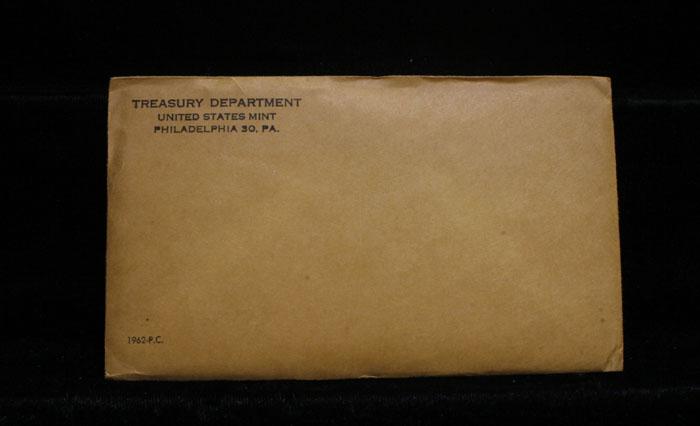 TREASURY DEPARTMENT
UNITED STATES MINT
PHILADELPHIA 30, PA.
1962-P.C.